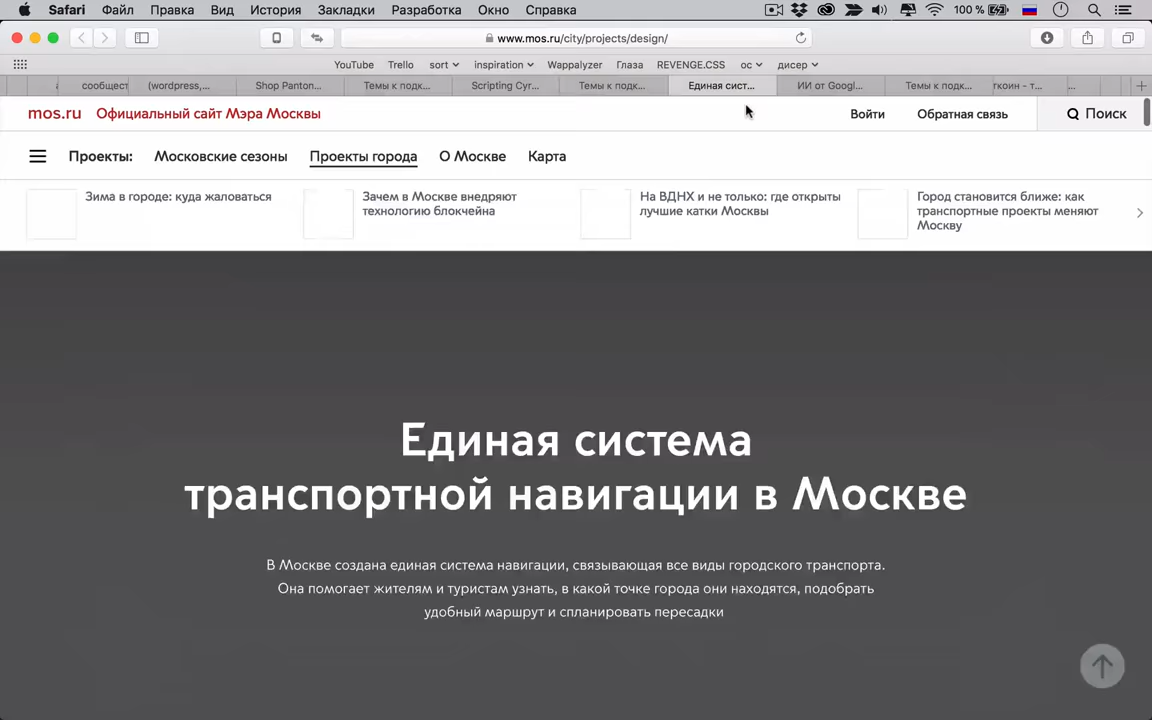 Safari Файл Правка Вид История Закладки Разработка Окно Справка 100 %
www.mos.ru/city/projects/design/
YouTube Trello sort inspiration Wappalyzer Глаза REVENGE.CSS ос дисер
сообщест (wordpress,... Shop Panton... Темы к подк... Scripting Cyr... Темы к подк... Единая сист... ИИ от Googl... Темы к подк... ткоин - т... ...
mos.ru Официальный сайт Мэра Москвы Войти Обратная связь Поиск
Проекты: Московские сезоны Проекты города О Москве Карта
Зима в городе: куда жаловаться
Зачем в Москве внедряют
технологию блокчейна
На ВДНХ и не только: где открыты
лучшие катки Москвы
Город становится ближе: как
транспортные проекты меняют
Москву
Единая система
транспортной навигации в Москве
В Москве создана единая система навигации, связывающая все виды городского транспорта.
Она помогает жителям и туристам узнать, в какой точке города они находятся, подобрать
удобный маршрут и спланировать пересадки